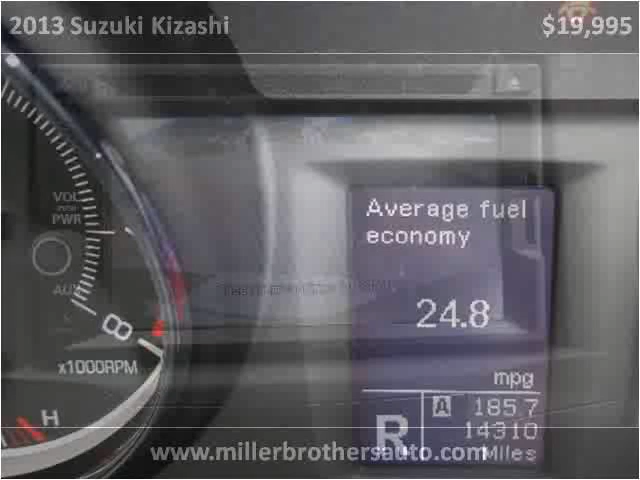 2013 Suzuki Kizashi
$19,995
VOL
PWR
AUX
Average fuel
economy
24.8
mpg
8
x1000RPM
H
R
A 185.7
14310
Miles
www.millerbrothersauto.com